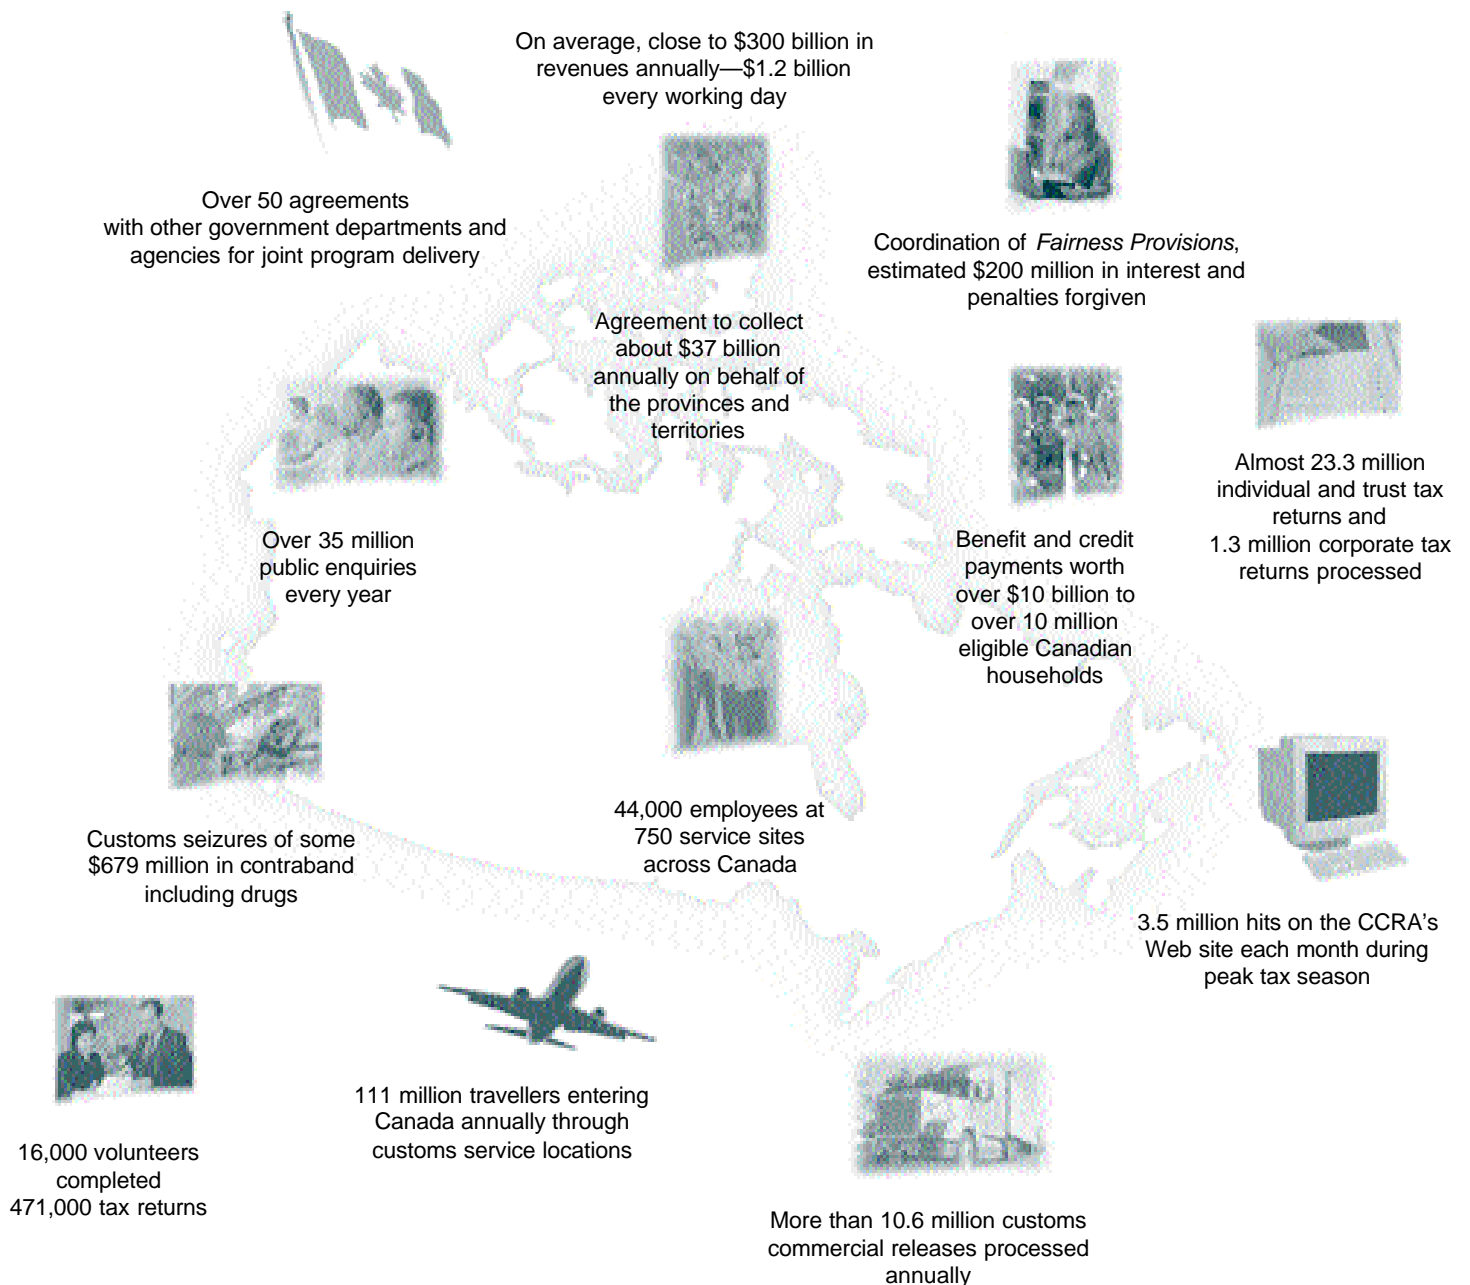 On average, close to $300 billion in
revenues annually—$1.2 billion
every working day
Over 50 agreements
with other government departments and
agencies for joint program delivery
Coordination of Fairness Provisions,
estimated $200 million in interest and
penalties forgiven
Agreement to collect
about $37 billion
annually on behalf of
the provinces and
territories
Almost 23.3 million
individual and trust tax
returns and
1.3 million corporate tax
returns processed
Over 35 million
public enquiries
every year
Benefit and credit
payments worth
over $10 billion to
over 10 million
eligible Canadian
households
44,000 employees at
750 service sites
across Canada
Customs seizures of some
$679 million in contraband
including drugs
3.5 million hits on the CCRA's
Web site each month during
peak tax season
111 million travellers entering
Canada annually through
customs service locations
16,000 volunteers
completed
471,000 tax returns
More than 10.6 million customs
commercial releases processed
annually